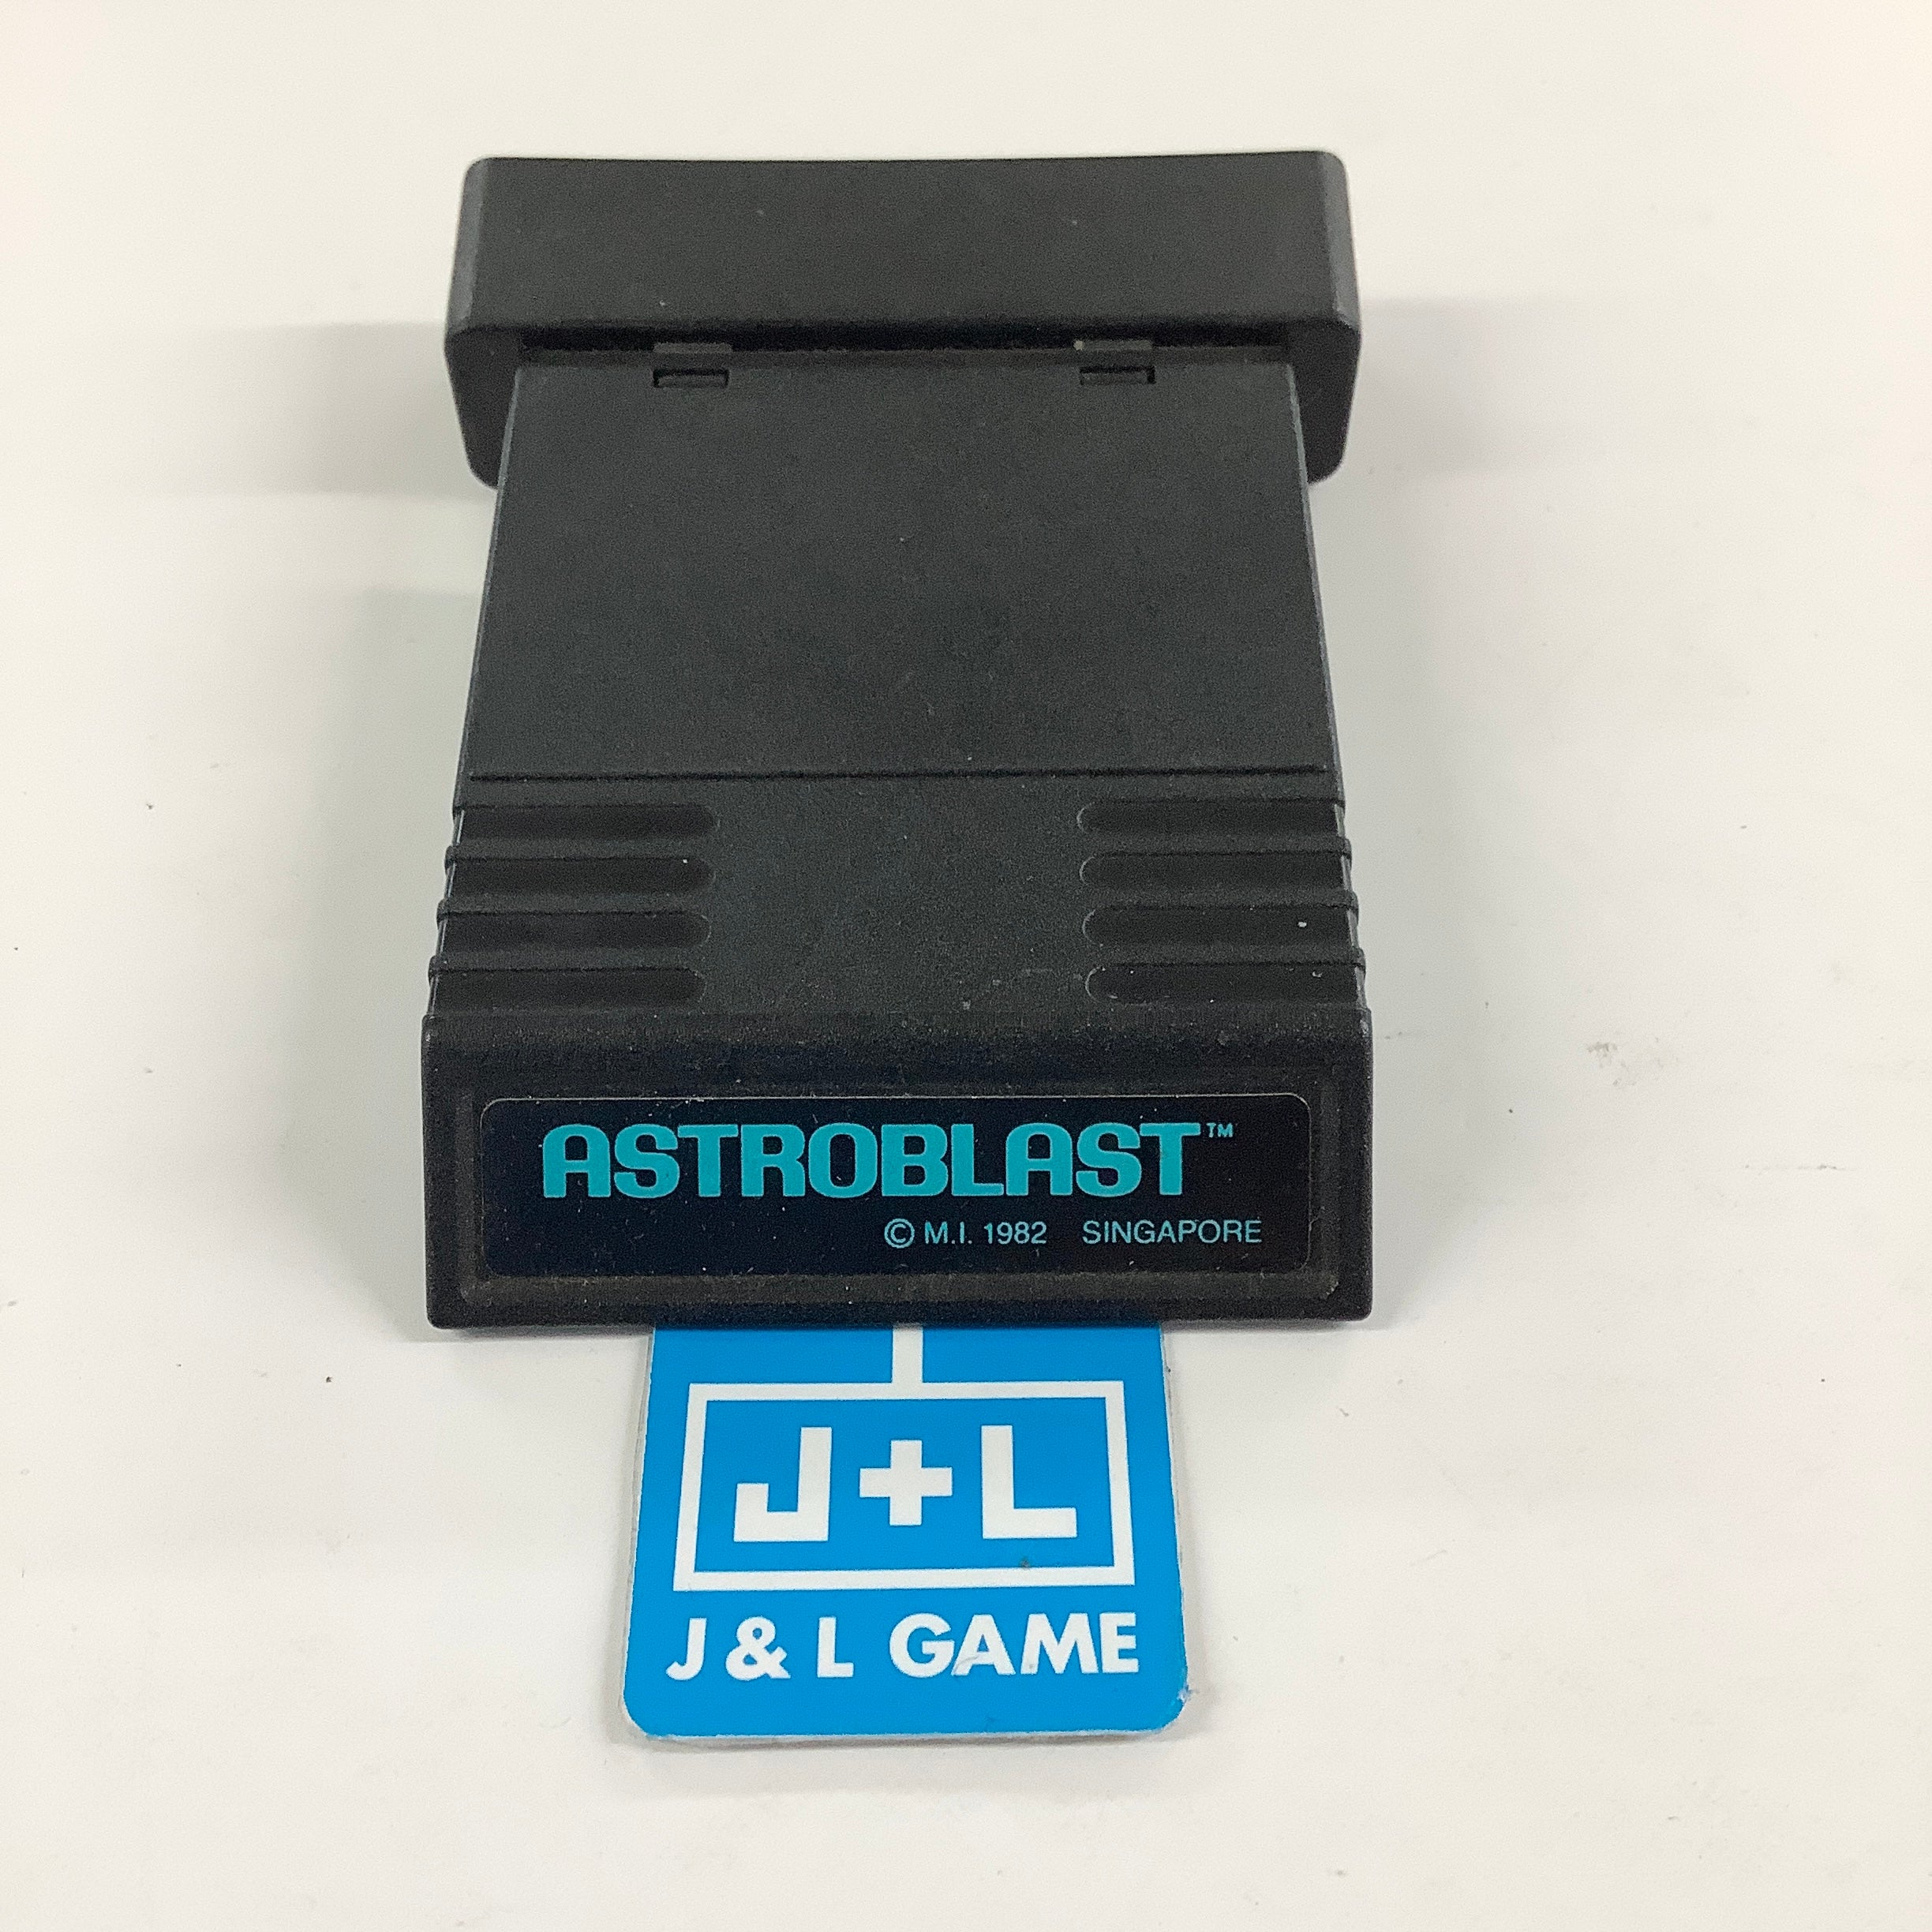 ASTROBLAST™
© M.I. 1982 SINGAPORE
J+L
J & L GAME